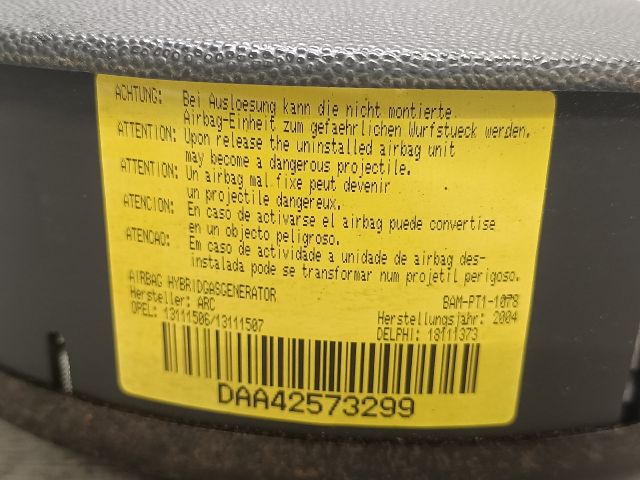 ACHTUNG: Bei Ausloesung kann die nicht montierte
Airbag-Einheit zum gefaehrlichen Wurfstueck werden.
ATTENTION: Upon release the uninstalled airbag unit
may become a dangerous projectile.
ATTENTION: Un airbag mal fixe peut devenir
un projectile dangereux.
ATENCION: En caso de activarse el airbag puede convertise
en un objecto peligroso.
ATENCAO: Em caso de actividade a unidade de airbag des-
instalada pode se transformar num projetil perigoso.
AIRBAG HYBRIDGASGENERATOR BAM-PT1-1078
Hersteller: ARC Herstellungsjahr: 2004
OPEL: 13111506/13111507 DELPHI: 13111373
DAA42573299